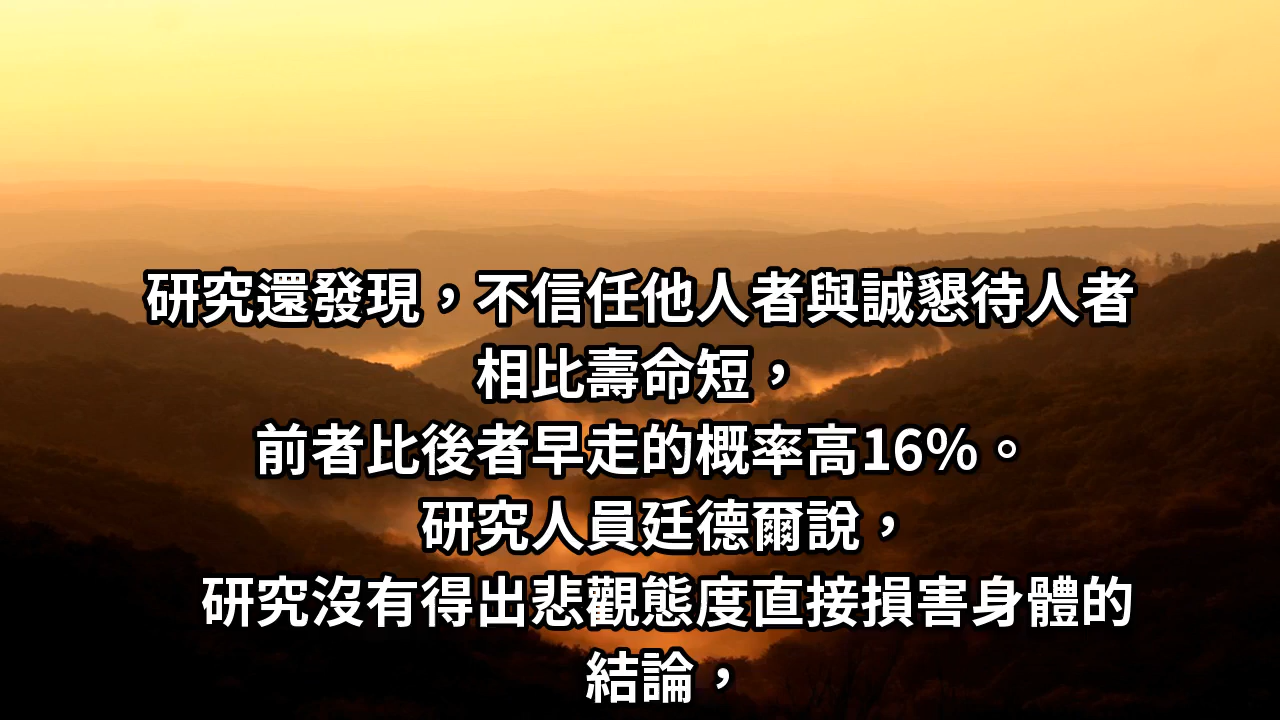 研究還發現，不信任他人者與誠懇待人者
相比壽命短，
前者比後者早走的概率高16%。
研究人員廷德爾說，
研究沒有得出悲觀態度直接損害身體的
結論，